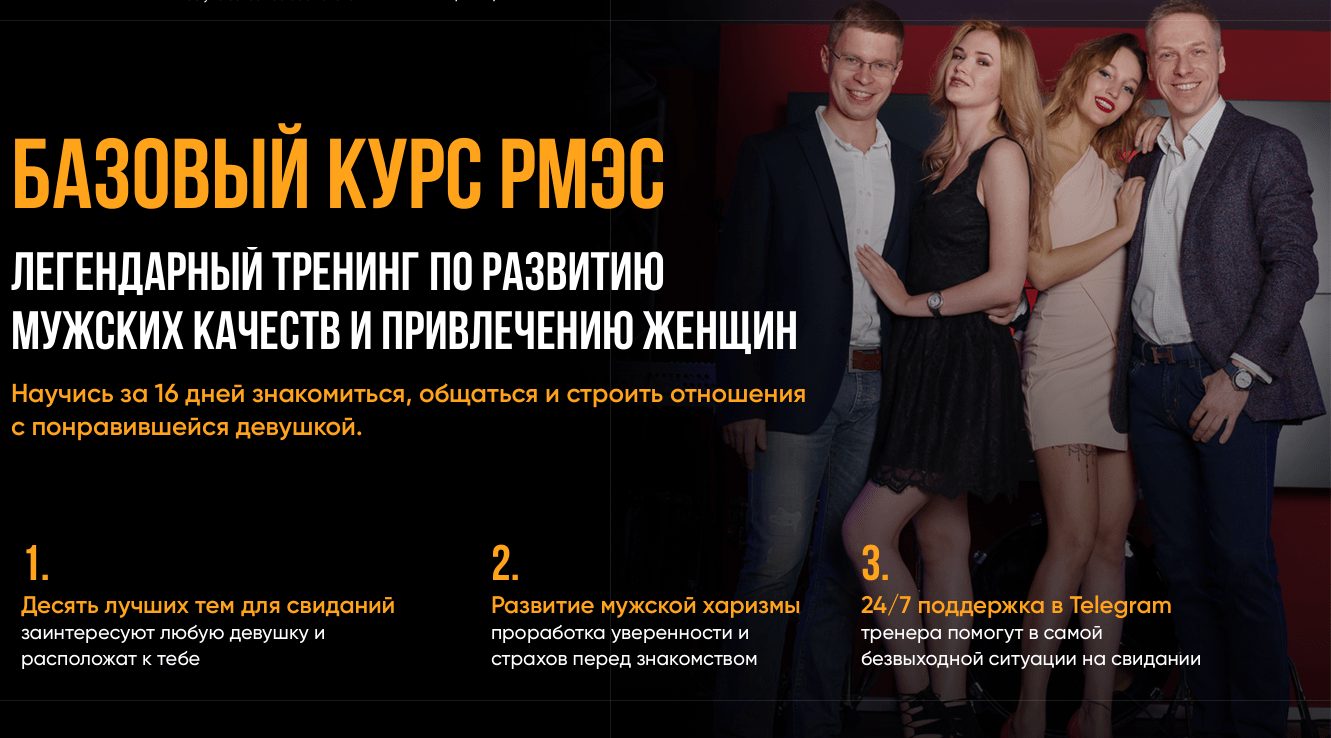 БАЗОВЫЙ КУРС РМЭС
ЛЕГЕНДАРНЫЙ ТРЕНИНГ ПО РАЗВИТИЮ
МУЖСКИХ КАЧЕСТВ И ПРИВЛЕЧЕНИЮ ЖЕНЩИН
Научись за 16 дней знакомиться, общаться и строить отношения
с понравившейся девушкой.
1.
Десять лучших тем для свиданий
заинтересуют любую девушку и
расположат к тебе
2.
Развитие мужской харизмы
проработка уверенности и
страхов перед знакомством
3.
24/7 поддержка в Telegram
тренера помогут в самой
безвыходной ситуации на свидании